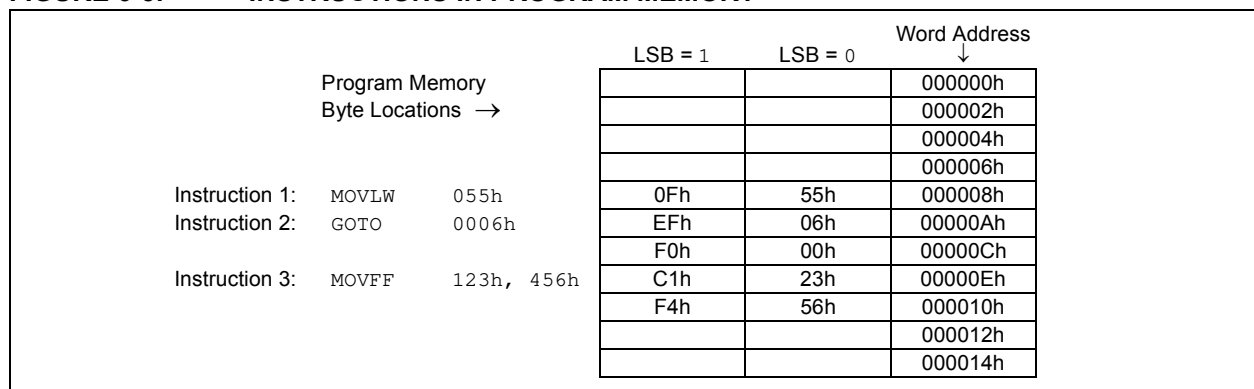 FIGURE INSTRUCTIONS IN PROGRAM MEMORY
Word Address
LSB = 1 LSB = 0 ↓
Program Memory 000000h
Byte Locations → 000002h
000004h
000006h
Instruction 1: MOVLW 055h 0Fh 55h 000008h
Instruction 2: GOTO 0006h EFh 06h 00000Ah
F0h 00h 00000Ch
Instruction 3: MOVFF 123h, 456h C1h 23h 00000Eh
F4h 56h 000010h
000012h
000014h